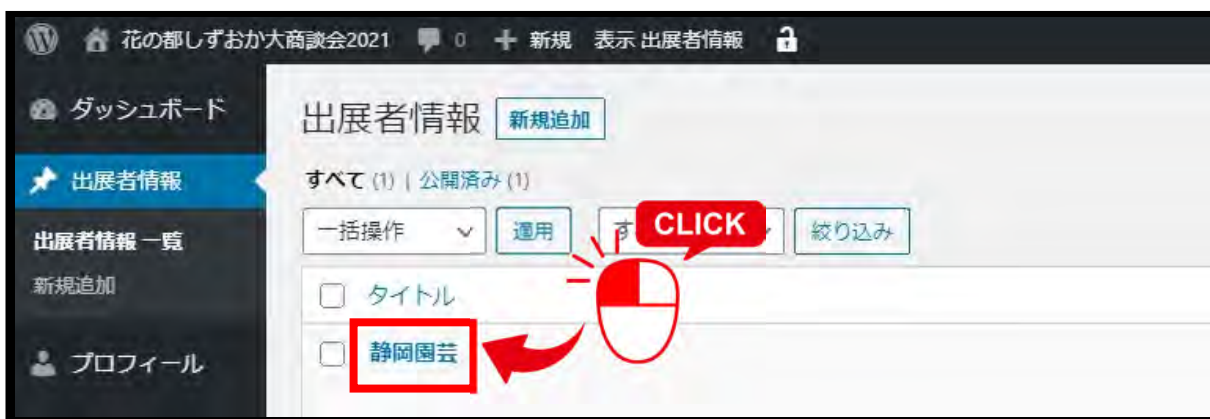 花の都しずおか大商談会2021 0 + 新規 表示 出展者情報
ダッシュボード
出展者情報
出展者情報 一覧
新規追加
プロフィール
出展者情報 新規追加
すべて (1) | 公開済み (1)
一括操作 適用 す CLICK 絞り込み
タイトル
静岡園芸